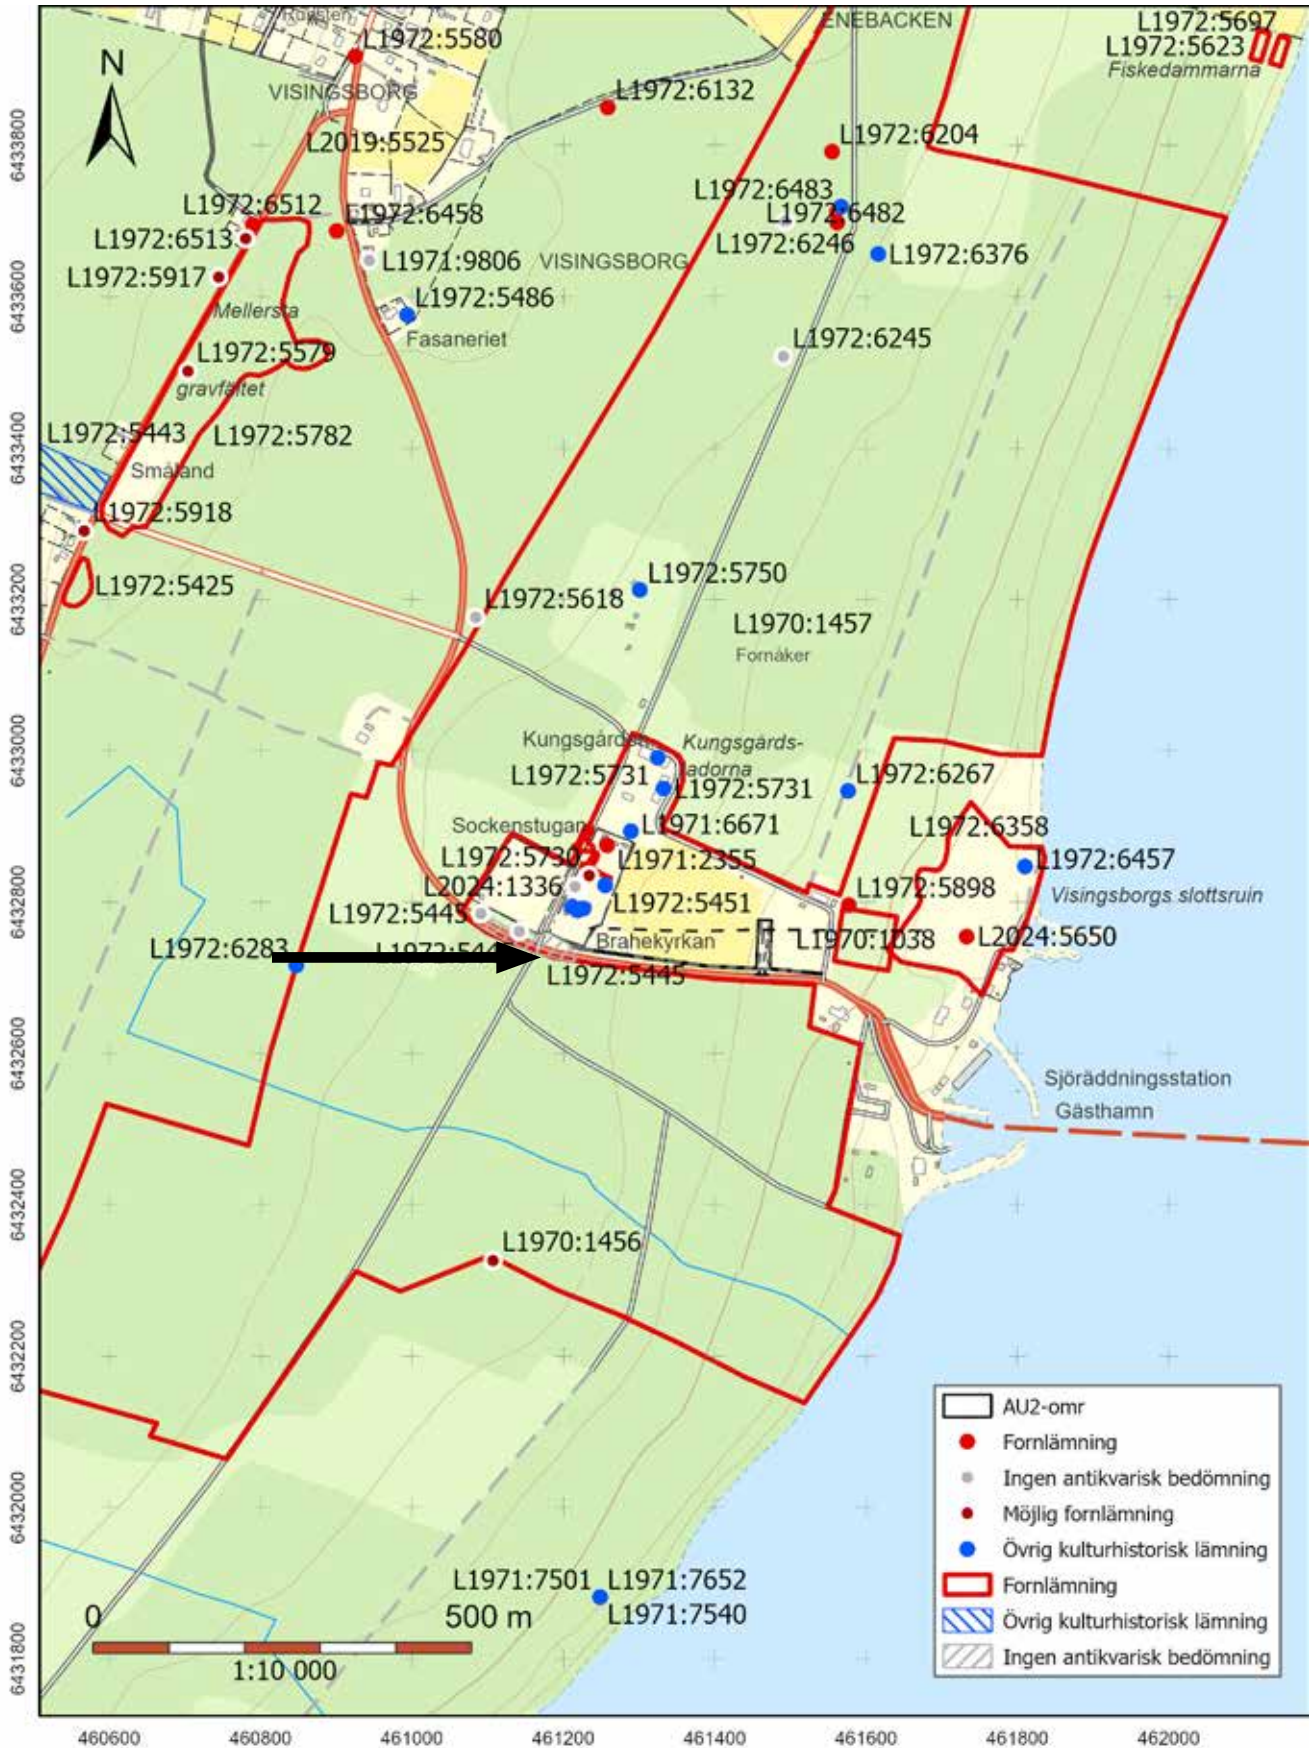 Röksten
ENEBACKEN
L1972:5697
L1972:5623
Fiskedammarna
L1972:5580
N
VISINGSBORG
L1972:6132
L2019:5525
L1972:6204
L1972:6483
L1972:6512
L1972:6458
L1972:6482
L1972:6513
L1972:6246
L1971:9806
VISINGSBORG
L1972:6376
L1972:5917
L1972:5486
Mellersta
Fasaneriet
L1972:6245
L1972:5579
gravfältet
L1972:5443
L1972:5782
Småland
L1972:5918
L1972:5425
L1972:5750
L1972:5618
L1970:1457
Fornåker
Kungsgården
Kungsgårds-
ladorna
L1972:5731
L1972:5731
L1972:6267
Sockenstugan
L1971:6671
L1972:6358
L1972:5730
L1971:2355
L1972:6457
L2024:1336
L1972:5898
Visingsborgs slottsruin
L1972:5451
L1972:5445
Brahekyrkan
L1970:1038
L2024:5650
L1972:6283
L1972:544
L1972:5445
Sjöräddningsstation
Gästhamn
L1970:1456
AU2-omr
Fornlämning
Ingen antikvarisk bedömning
Möjlig fornlämning
Övrig kulturhistorisk lämning
Fornlämning
Övrig kulturhistorisk lämning
Ingen antikvarisk bedömning
L1971:7501 L1971:7652
L1971:7540
0 500 m
1:10 000
6433800
6433600
6433400
6433200
6433000
6432800
6432600
6432400
6432200
6432000
6431800
460600 460800 461000 461200 461400 461600 461800 462000